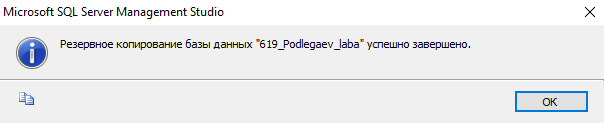 Microsoft SQL Server Management Studio
Резервное копирование базы данных "619_Podlegaev_laba" успешно завершено.
OK